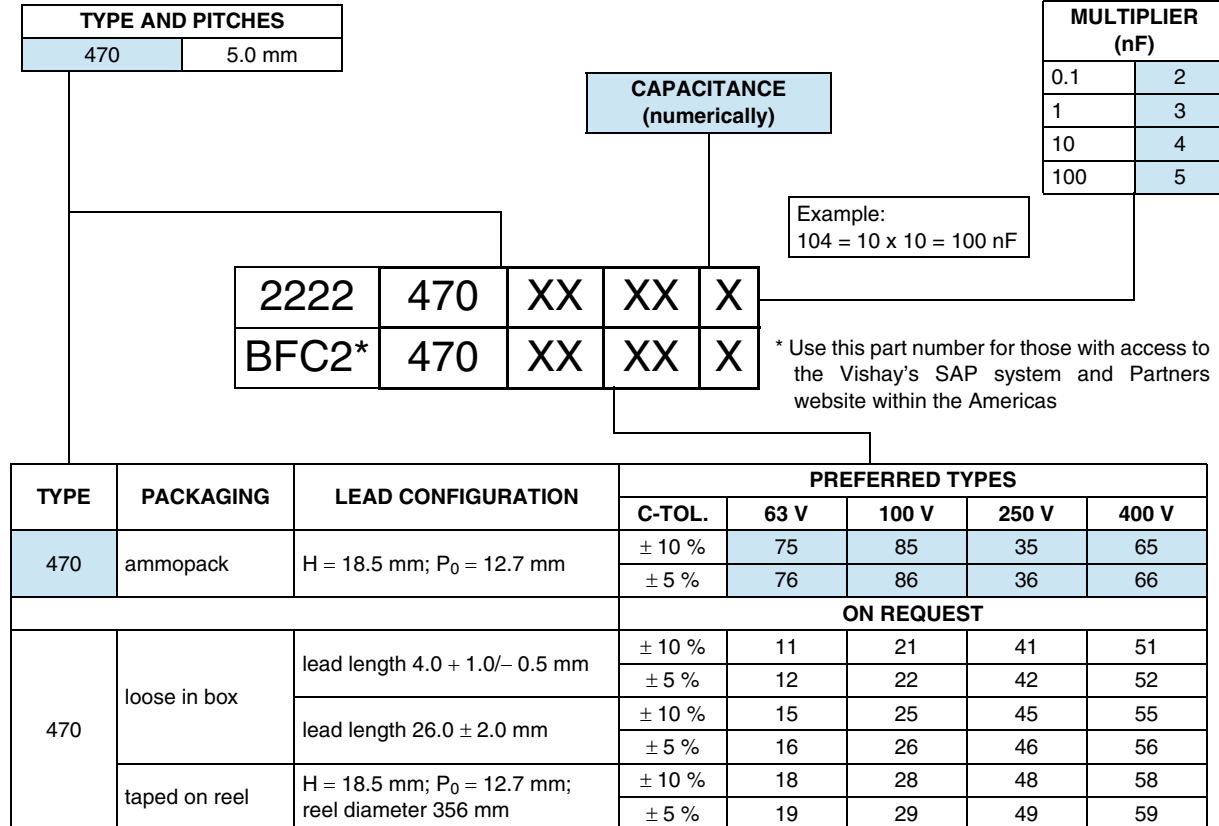 TYPE AND PITCHES
470 5.0 mm
MULTIPLIER
(nF)
0.1 2
1 3
10 4
100 5
CAPACITANCE
(numerically)
Example:
104 = 10 x 10 = 100 nF
2222 470 XX XX X
BFC2* 470 XX XX X
* Use this part number for those with access to
the Vishay's SAP system and Partners
website within the Americas
TYPE PACKAGING LEAD CONFIGURATION PREFERRED TYPES
C-TOL. 63 V 100 V 250 V 400 V
470 ammopack H = 18.5 mm; P0 = 12.7 mm ± 10 % 75 85 35 65
± 5 % 76 86 36 66
ON REQUEST
470 loose in box lead length 4.0 + 1.0/– 0.5 mm ± 10 % 11 21 41 51
± 5 % 12 22 42 52
lead length 26.0 ± 2.0 mm ± 10 % 15 25 45 55
± 5 % 16 26 46 56
taped on reel H = 18.5 mm; P0 = 12.7 mm; ± 10 % 18 28 48 58
reel diameter 356 mm ± 5 % 19 29 49 59